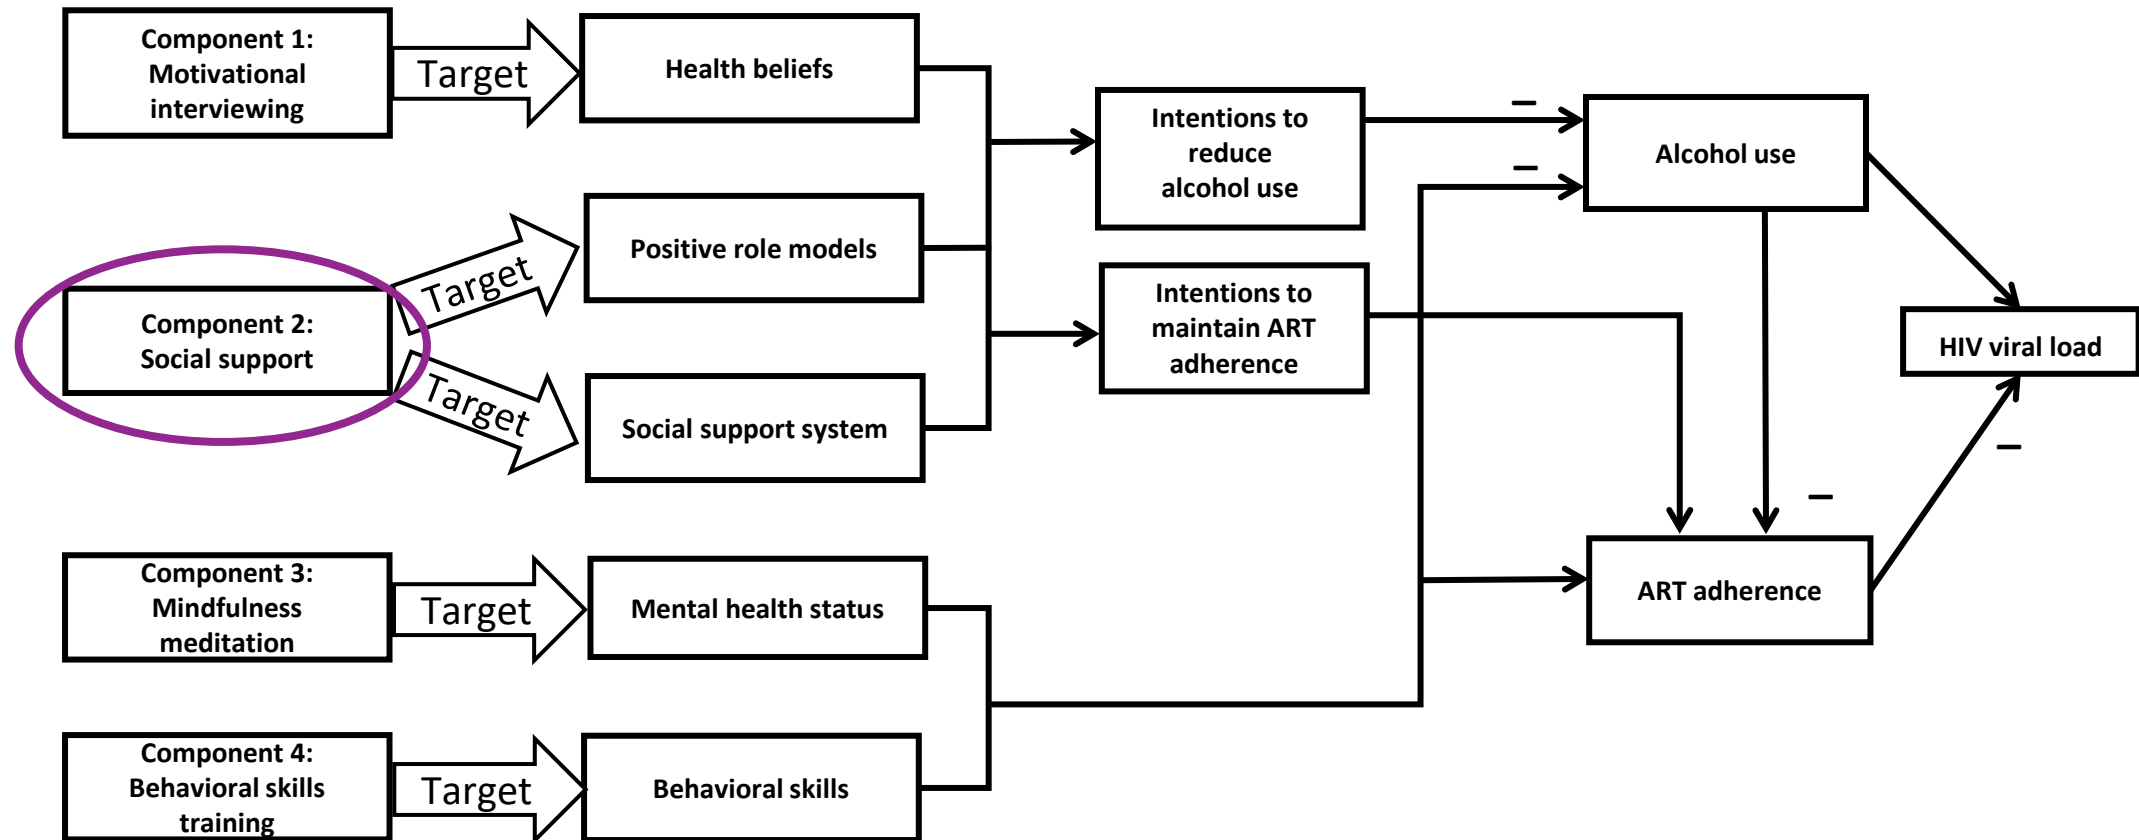 Component 1:
Motivational
interviewing
Target
Health beliefs
Intentions to
reduce
alcohol use
–
–
Alcohol use
Positive role models
Target
Component 2:
Social support
Target
Social support system
Intentions to
maintain ART
adherence
HIV viral load
–
–
Component 3:
Mindfulness
meditation
Target
Mental health status
ART adherence
Component 4:
Behavioral skills
training
Target
Behavioral skills